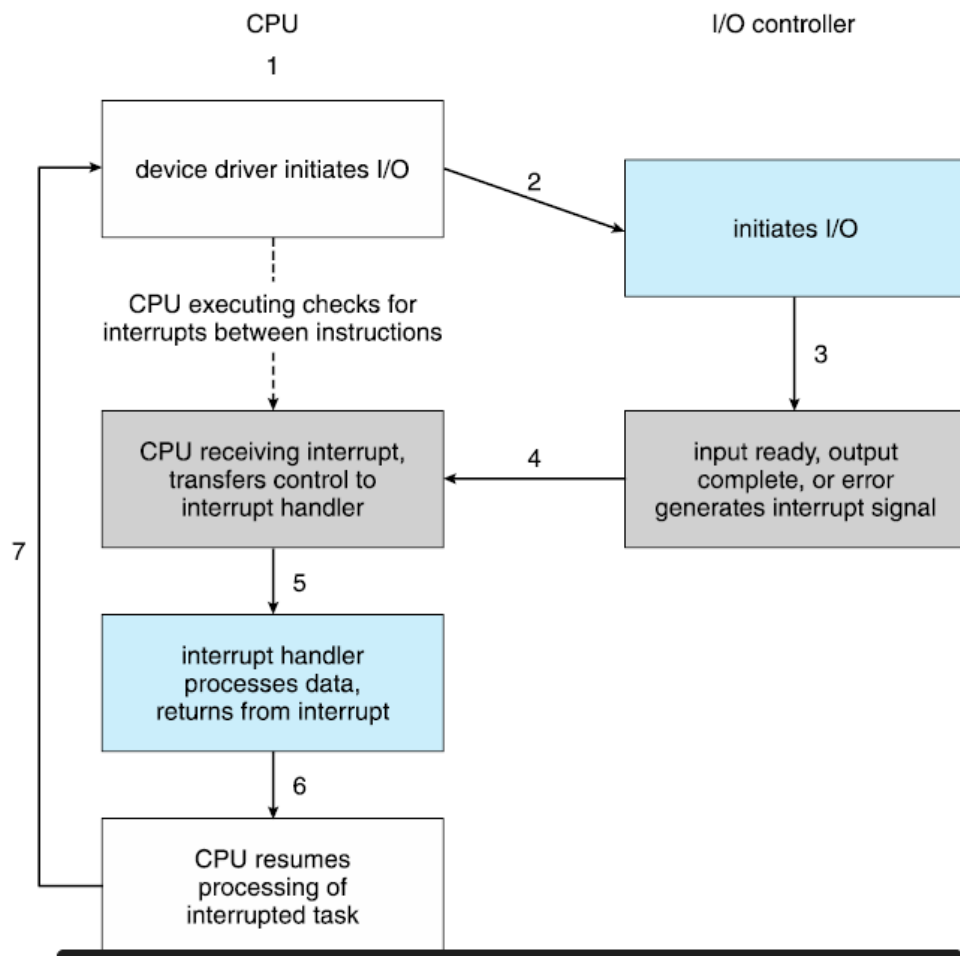 CPU
I/O controller
1
device driver initiates I/O
2
initiates I/O
CPU executing checks for
interrupts between instructions
3
CPU receiving interrupt,
transfers control to
interrupt handler
4
input ready, output
complete, or error
generates interrupt signal
7
5
interrupt handler
processes data,
returns from interrupt
6
CPU resumes
processing of
interrupted task